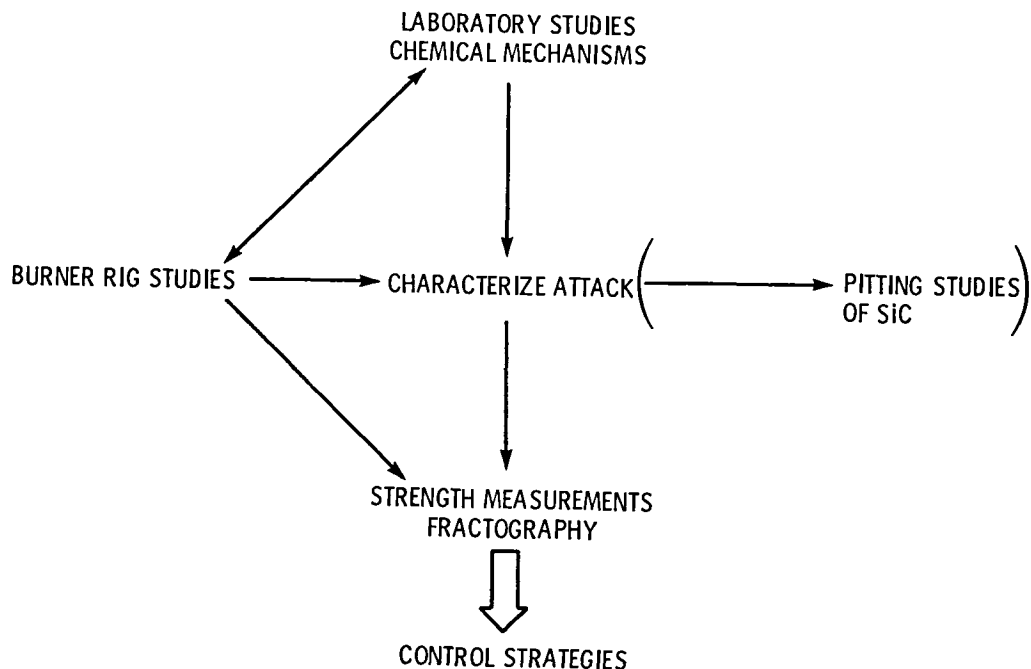 LABORATORY STUDIES
CHEMICAL MECHANISMS
BURNER RIG STUDIES
CHARACTERIZE ATTACK
PITTING STUDIES
OF SiC
STRENGTH MEASUREMENTS
FRACTOGRAPHY
CONTROL STRATEGIES